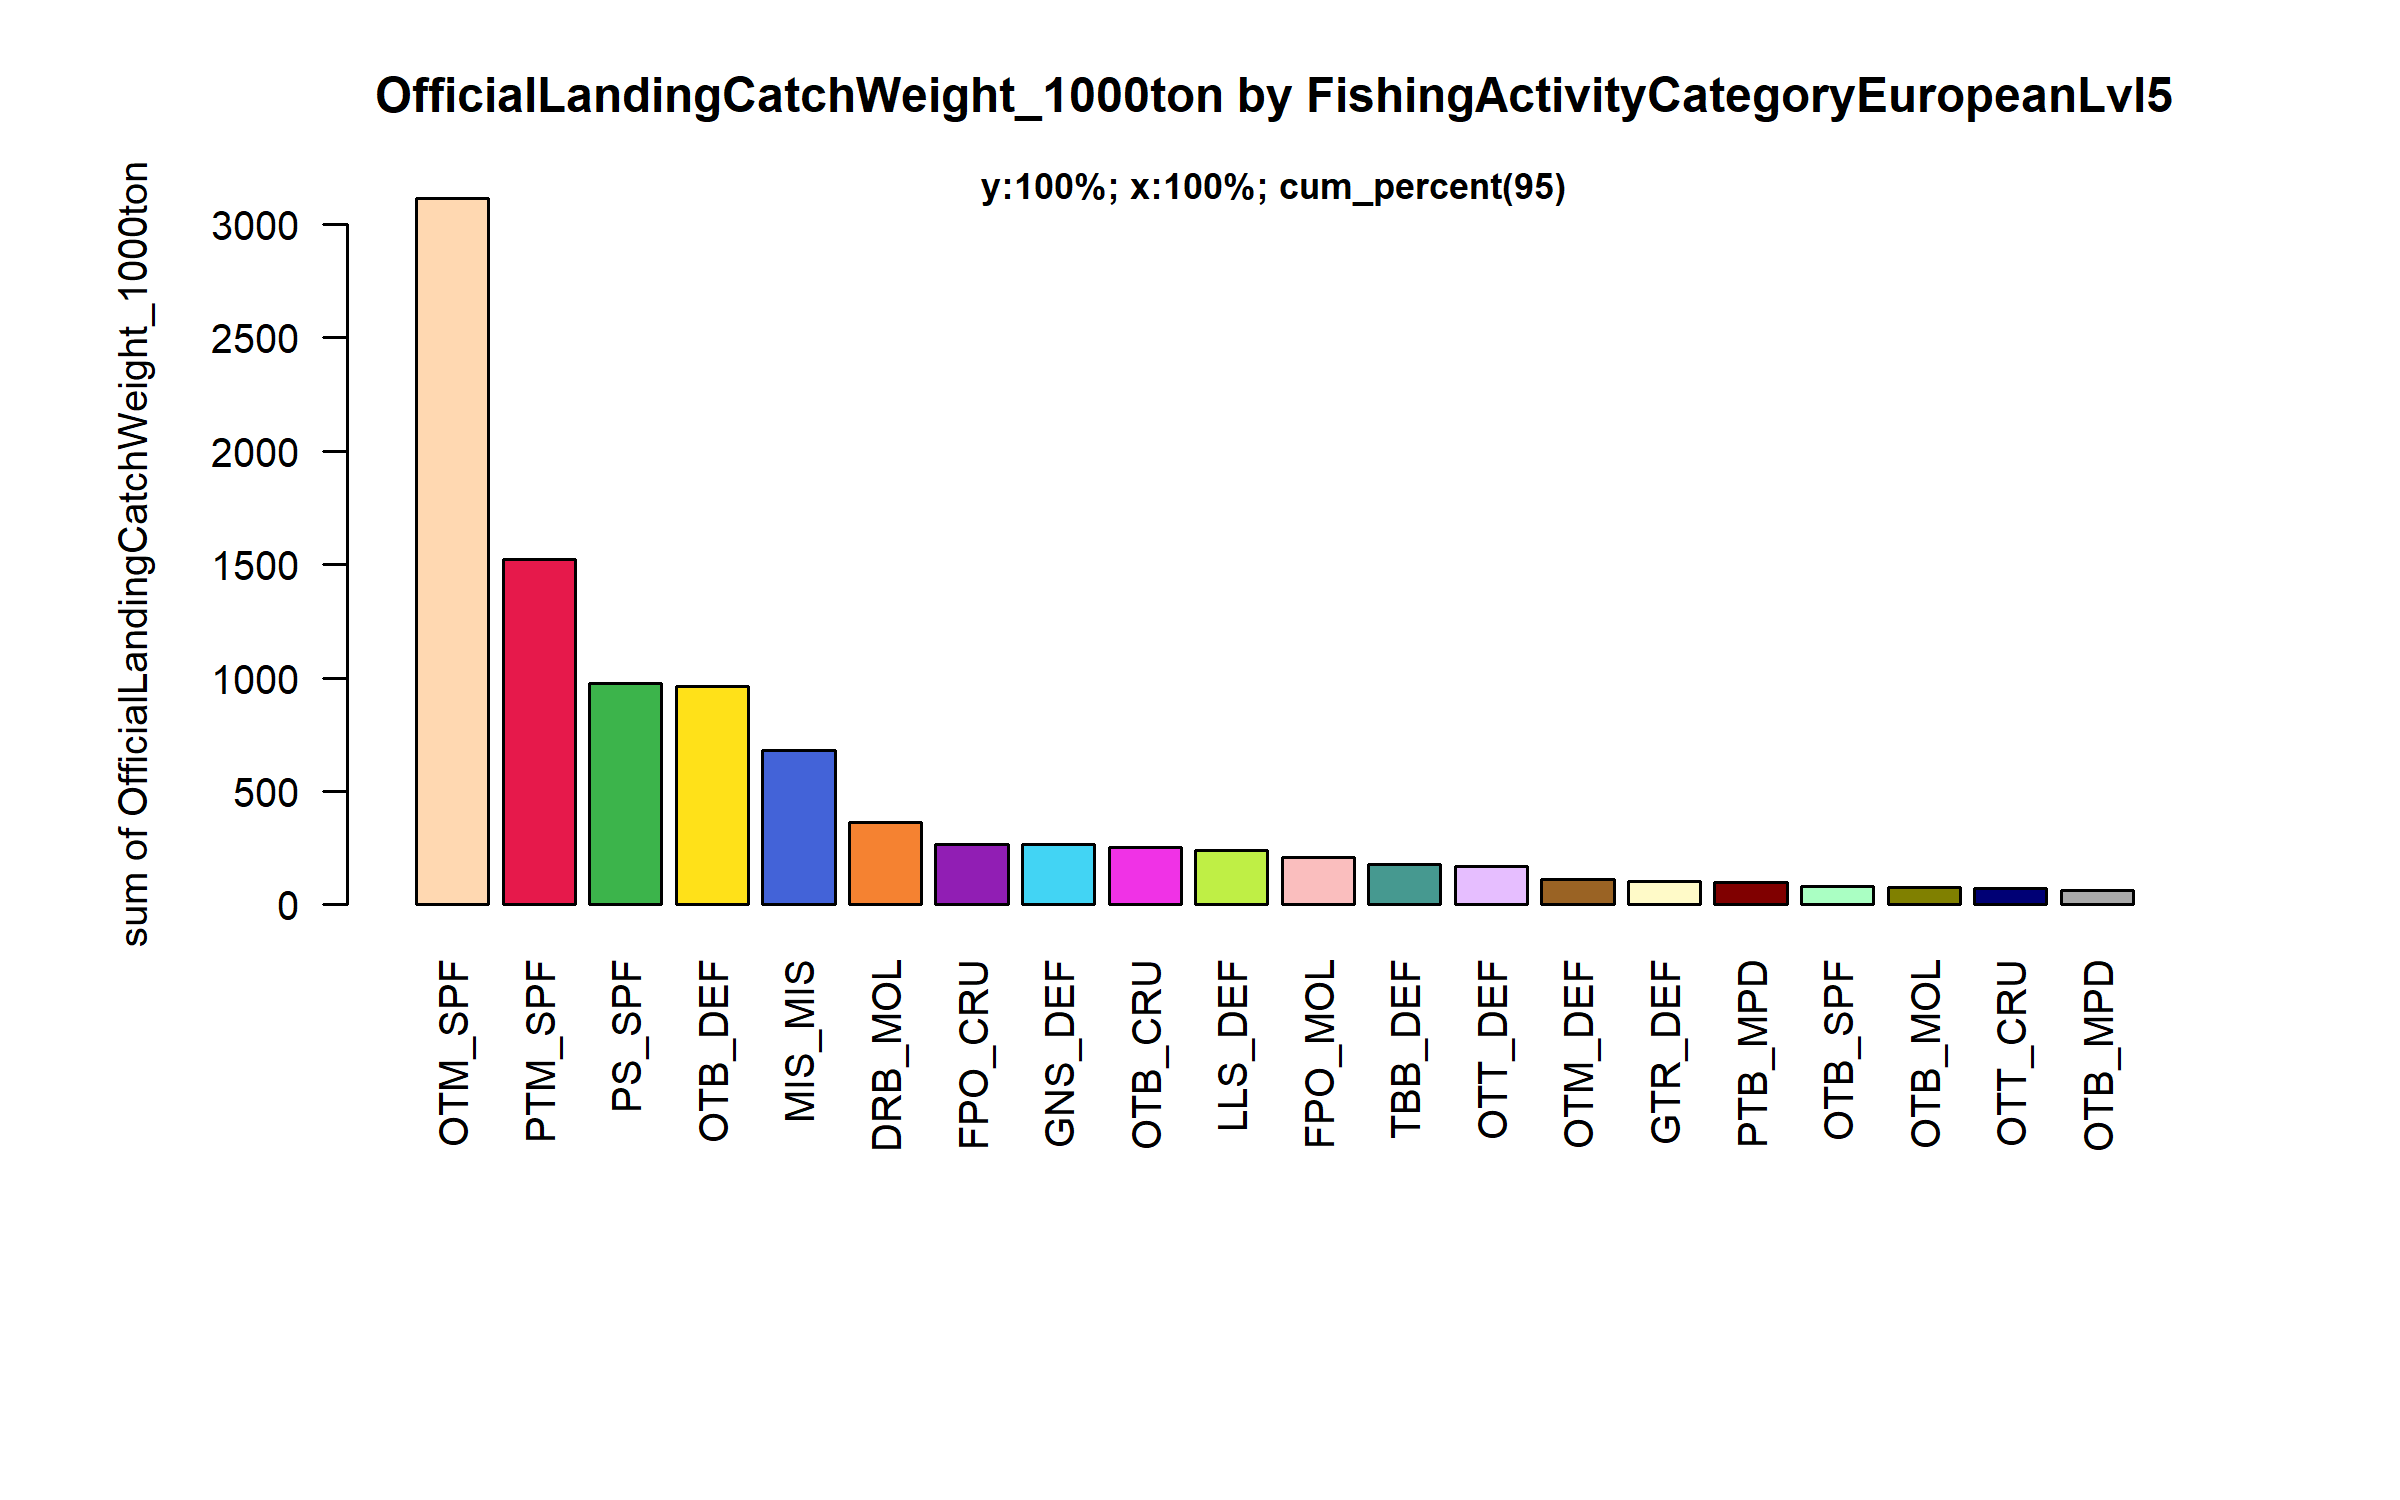 OfficialLandingCatchWeight_1000ton by FishingActivityCategoryEuropeanLvl5
y:100%; x:100%; cum_percent(95)
sum of OfficialLandingCatchWeight_1000ton
3000
2500
2000
1500
1000
500
0
OTM_SPF
PTM_SPF
PS_SPF
OTB_DEF
MIS_MIS
DRB_MOL
FPO_CRU
GNS_DEF
OTB_CRU
LLS_DEF
FPO_MOL
TBB_DEF
OTT_DEF
OTM_DEF
GTR_DEF
PTB_MPD
OTB_SPF
OTB_MOL
OTT_CRU
OTB_MPD